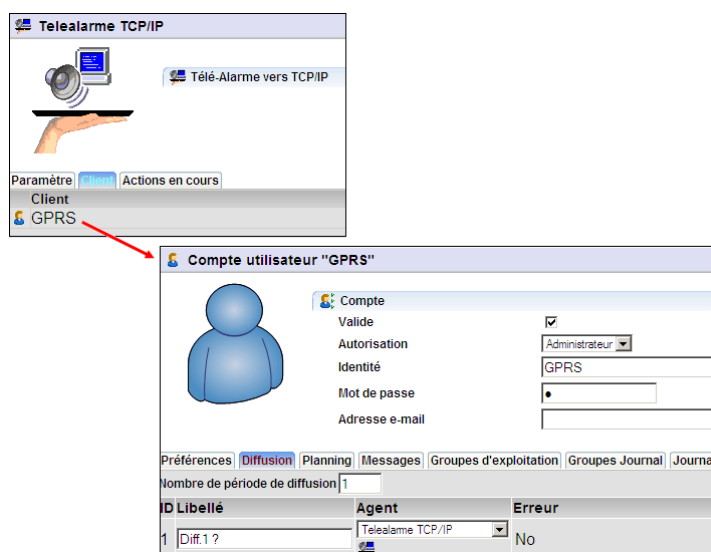 Telealarme TCP/IP
Télé-Alarme vers TCP/IP
Paramètre Client Actions en cours
Client
GPRS
Compte utilisateur "GPRS"
Compte
Valide
Autorisation Administrateur
Identité GPRS
Mot de passe
Adresse e-mail
Préférences Diffusion Planning Messages Groupes d'exploitation Groupes Journal Journa
Nombre de période de diffusion 1
ID Libellé Agent Erreur
1 Diff.1 ? Telealarme TCP/IP No